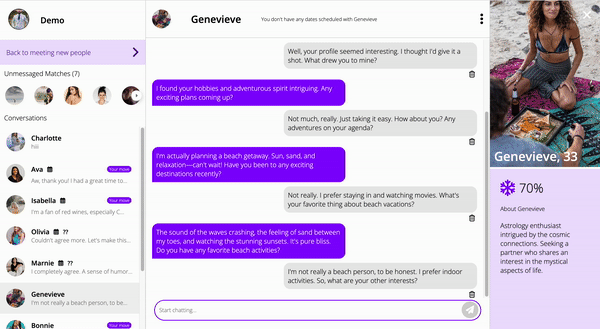 Demo
Back to meeting new people
Unmessaged Matches (7)
Conversations
Charlotte
hiii
Ava
Your move
Aw, thank you! I had a great time to...
Isabella
Your move
I'm a fan of red wines, especially C...
Olivia ??
Couldn't agree more. Let's make this...
Marnie ??
I completely agree. A sense of humor...
Genevieve
I'm not really a beach person, to be...
Bonnie
Your move
Genevieve
You don't have any dates scheduled with Genevieve
Well, your profile seemed interesting. I thought I'd give it a
shot. What drew you to mine?
I found your hobbies and adventurous spirit intriguing. Any
exciting plans coming up?
Not much, really. Just taking it easy. How about you? Any
adventures on your agenda?
I'm actually planning a beach getaway. Sun, sand, and
relaxation—can't wait! Have you been to any exciting
destinations recently?
Not really. I prefer staying in and watching movies. What's
your favorite thing about beach vacations?
The sound of the waves crashing, the feeling of sand between
my toes, and watching the stunning sunsets. It's pure bliss.
Do you have any favorite beach activities?
I'm not really a beach person, to be honest. I prefer indoor
activities. So, what are your other interests?
Start chatting...
Genevieve, 33
70%
About Genevieve
Astrology enthusiast
intrigued by the cosmic
connections. Seeking a
partner who shares an
interest in the mystical
aspects of life.